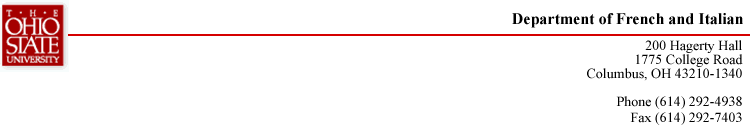 T·H·E
OHIO
STATE
UNIVERSITY
Department of French and Italian
200 Hagerty Hall
1775 College Road
Columbus, OH 43210-1340
Phone (614) 292-4938
Fax (614) 292-7403